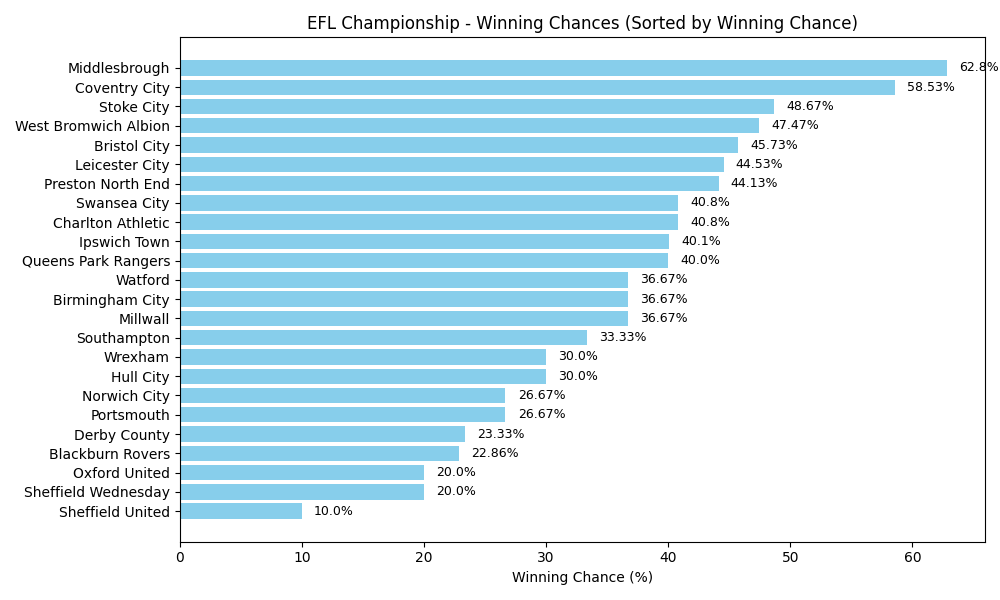 EFL Championship - Winning Chances (Sorted by Winning Chance)
Middlesbrough 62.8%
Coventry City 58.53%
Stoke City 48.67%
West Bromwich Albion 47.47%
Bristol City 45.73%
Leicester City 44.53%
Preston North End 44.13%
Swansea City 40.8%
Charlton Athletic 40.8%
Ipswich Town 40.1%
Queens Park Rangers 40.0%
Watford 36.67%
Birmingham City 36.67%
Millwall 36.67%
Southampton 33.33%
Wrexham 30.0%
Hull City 30.0%
Norwich City 26.67%
Portsmouth 26.67%
Derby County 23.33%
Blackburn Rovers 22.86%
Oxford United 20.0%
Sheffield Wednesday 20.0%
Sheffield United 10.0%
0 10 20 30 40 50 60
Winning Chance (%)